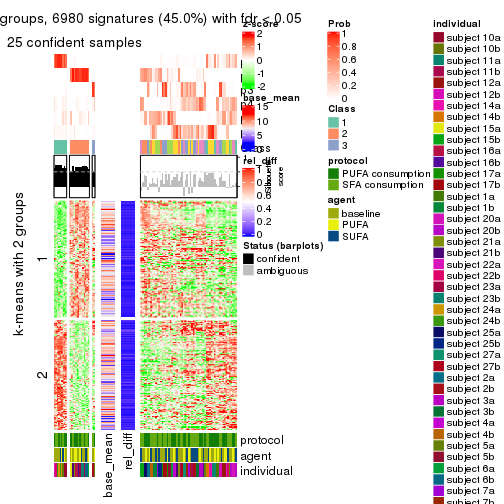 groups, 6980 signatures (45.0%) with fdr < 0.05
25 confident samples
z-score
2
1
0
-1
-2
base_mean
15
10
5
0
rel_diff
1
0.8
0.6
0.4
0.2
0
Status (barplots)
confident
ambiguous
Silhouette
score
Prob
1
0.8
0.6
0.4
0.2
0
Class
1
2
3
protocol
PUFA consumption
SFA consumption
agent
baseline
PUFA
SUFA
k-means with 2 groups
1
2
base_mean
rel_diff
protocol
agent
individual
individual
subject 10a
subject 10b
subject 11a
subject 11b
subject 12a
subject 12b
subject 14a
subject 14b
subject 15a
subject 15b
subject 16a
subject 16b
subject 17a
subject 17b
subject 1a
subject 1b
subject 20a
subject 20b
subject 21a
subject 21b
subject 22a
subject 22b
subject 23a
subject 23b
subject 24a
subject 24b
subject 25a
subject 25b
subject 27a
subject 27b
subject 2a
subject 2b
subject 3a
subject 3b
subject 4a
subject 4b
subject 5a
subject 5b
subject 6a
subject 6b
subject 7a
subject 7b